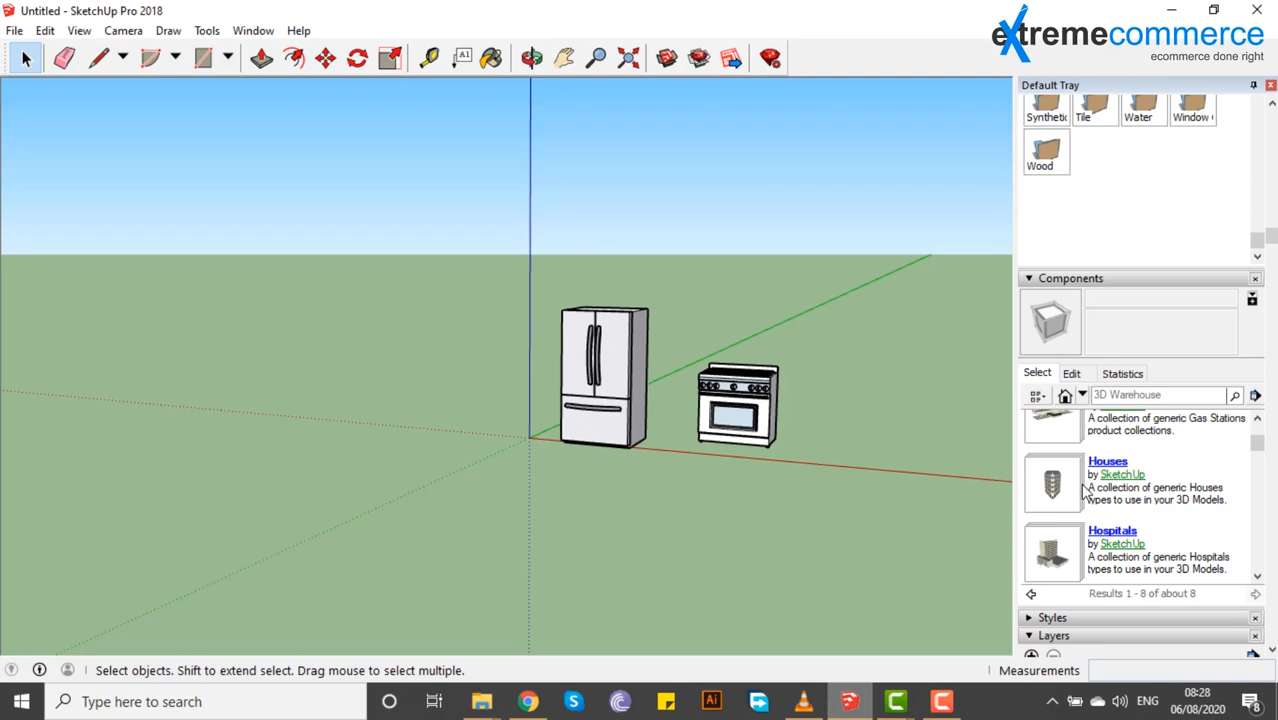 Untitled - SketchUp Pro 2018
File Edit View Camera Draw Tools Window Help
extremecommerce
ecommerce done right
A1
Default Tray
Synthetic Tile Water Window
Wood
Components
Select Edit Statistics
3D Warehouse
A collection of generic Gas Stations
product collections.
Houses
by SketchUp
A collection of generic Houses
types to use in your 3D Models.
Hospitals
by SketchUp
A collection of generic Hospitals
types to use in your 3D Models.
Results 1 - 8 of about 8
Styles
Layers
Select objects. Shift to extend select. Drag mouse to select multiple.
Measurements
Type here to search
Ai
ENG
08:28
06/08/2020
8